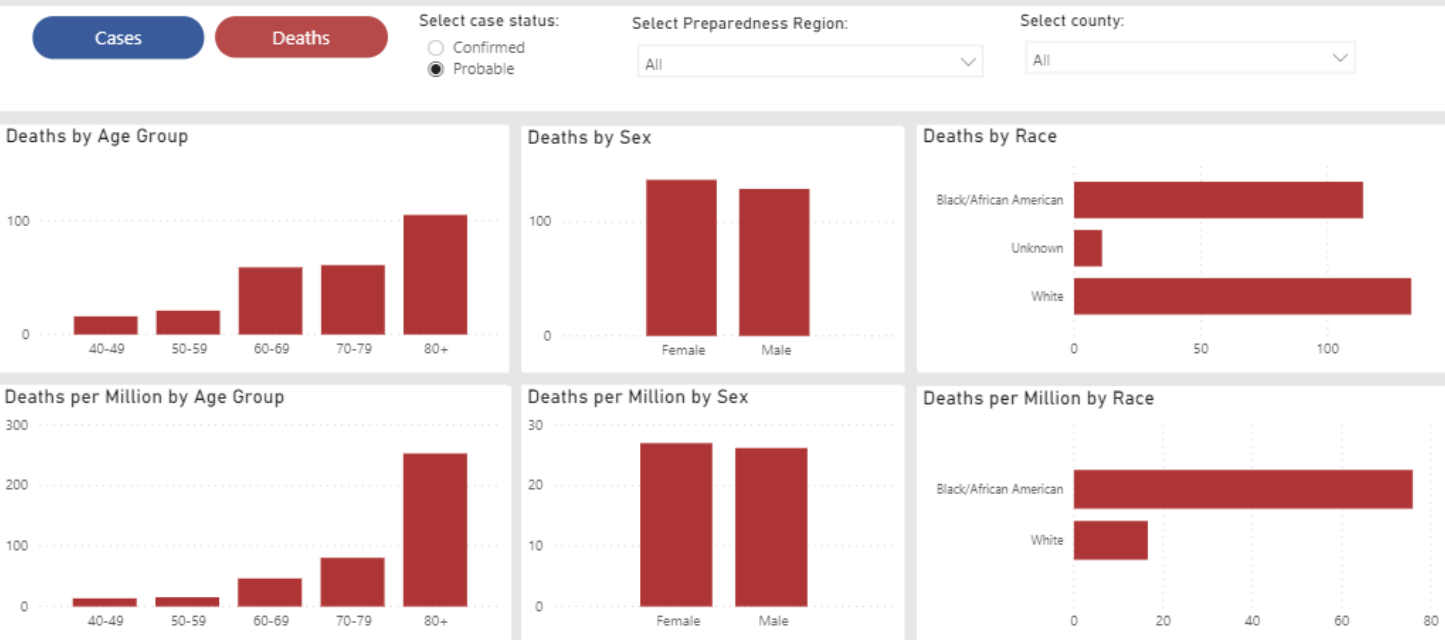 Cases
Deaths
Select case status:
Confirmed
Probable
Select Preparedness Region:
All
Select county:
All
Deaths by Age Group
100
0
40-49 50-59 60-69 70-79 80+
Deaths by Sex
100
0
Female Male
Deaths by Race
Black/African American
Unknown
White
0 50 100
Deaths per Million by Age Group
300
200
100
0
40-49 50-59 60-69 70-79 80+
Deaths per Million by Sex
30
20
10
0
Female Male
Deaths per Million by Race
Black/African American
White
0 20 40 60 80